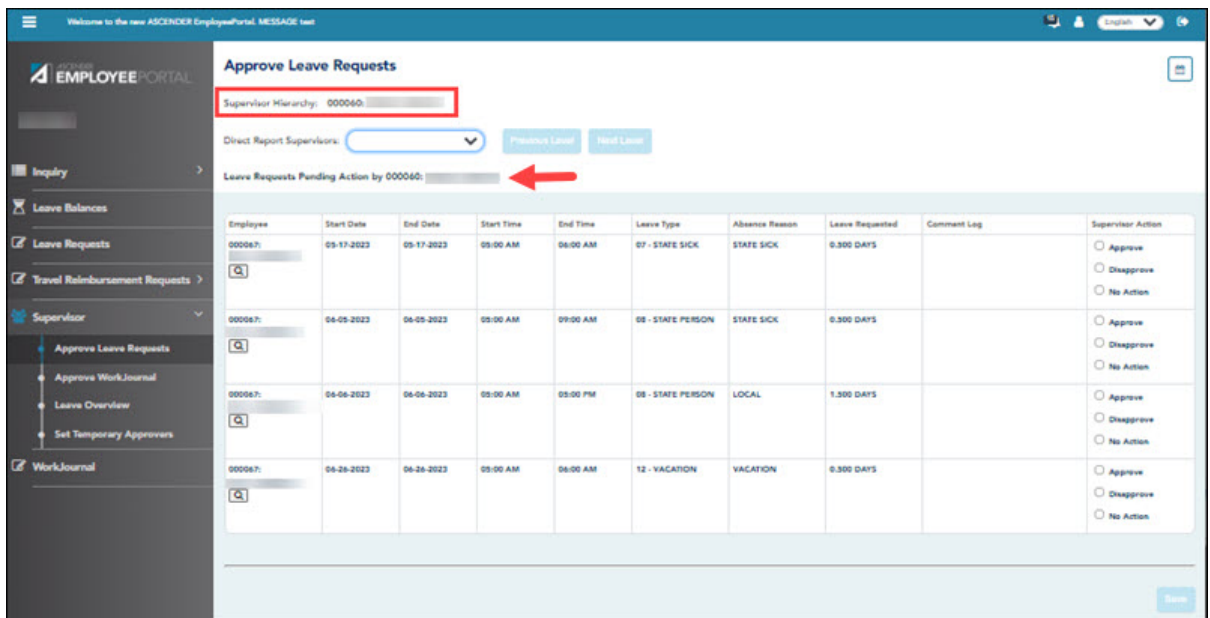 Welcome to the new ASCENDER EmployeePortal. MESSAGE test
English
ASCENDER
EMPLOYEEPORTAL
Inquiry
Leave Balances
Leave Requests
Travel Reimbursement Requests
Supervisor
Approve Leave Requests
Approve WorkJournal
Leave Overview
Set Temporary Approvers
WorkJournal
Approve Leave Requests
Supervisor Hierarchy: 000060:
Direct Report Supervisors:
Previous Level Next Level
Leave Requests Pending Action by 000060:
Employee Start Date End Date Start Time End Time Leave Type Absence Reason Leave Requested Comment Log Supervisor Action
000067: 05-17-2023 05-17-2023 05:00 AM 06:00 AM 07 - STATE SICK STATE SICK 0.500 DAYS Approve
Disapprove
No Action
000067: 06-05-2023 06-05-2023 05:00 AM 09:00 AM 08 - STATE PERSON STATE SICK 0.500 DAYS Approve
Disapprove
No Action
000067: 06-06-2023 06-06-2023 05:00 AM 05:00 PM 08 - STATE PERSON LOCAL 1.500 DAYS Approve
Disapprove
No Action
000067: 06-26-2023 06-26-2023 05:00 AM 06:00 AM 12 - VACATION VACATION 0.500 DAYS Approve
Disapprove
No Action
Save